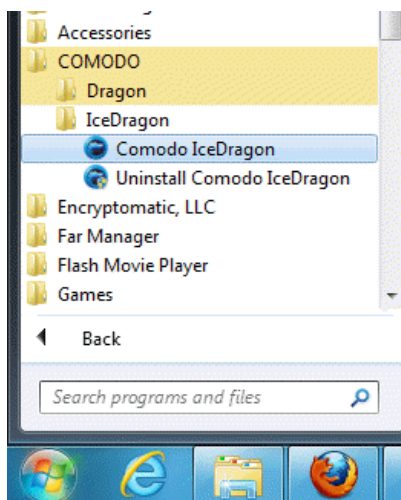 Accessories
COMODO
Dragon
IceDragon
Comodo IceDragon
Uninstall Comodo IceDragon
Encryptomatic, LLC
Far Manager
Flash Movie Player
Games
Back
Search programs and files